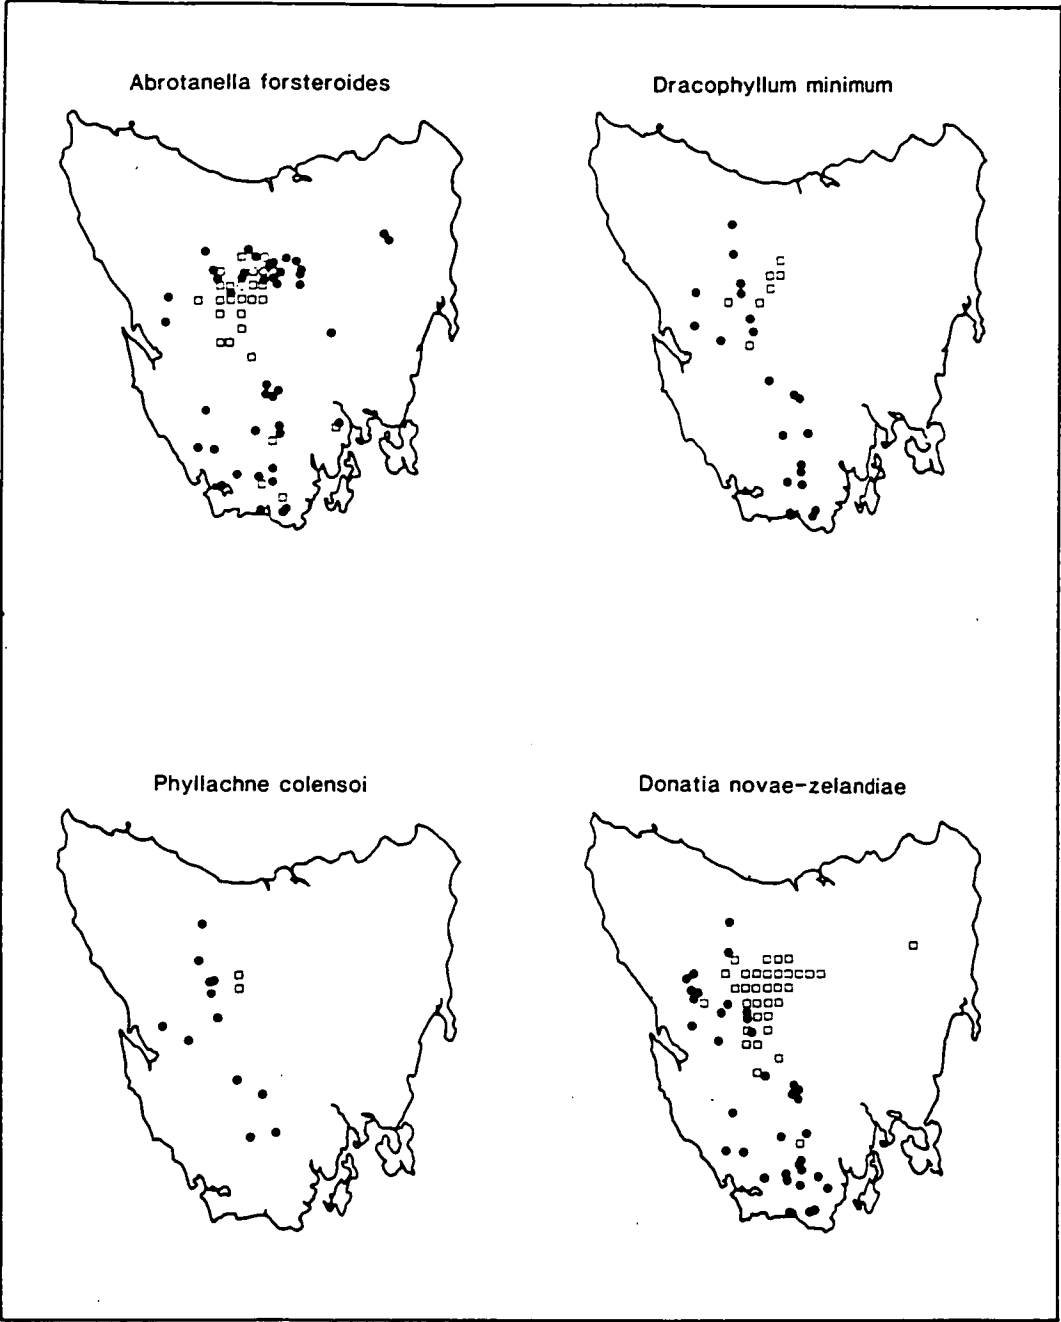 Abrotanella forsteroides
Dracophyllum minimum
Phyllachne colensoi
Donatia novae-zelandiae